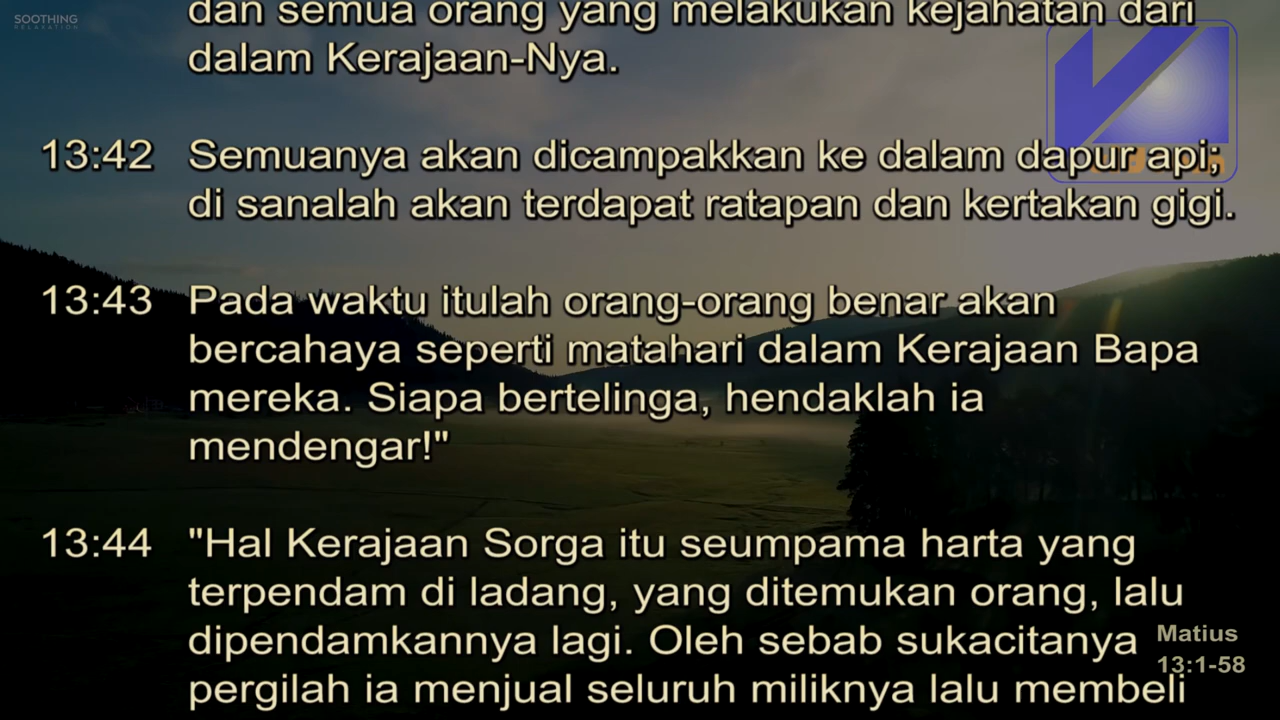 SOOTHING
RELAXATION
dan semua orang yang melakukan kejahatan dari
dalam Kerajaan-Nya.
13:42 Semuanya akan dicampakkan ke dalam dapur api;
di sanalah akan terdapat ratapan dan kertakan gigi.
13:43 Pada waktu itulah orang-orang benar akan
bercahaya seperti matahari dalam Kerajaan Bapa
mereka. Siapa bertelinga, hendaklah ia
mendengar!"
13:44 "Hal Kerajaan Sorga itu seumpama harta yang
terpendam di ladang, yang ditemukan orang, lalu
dipendamkannya lagi. Oleh sebab sukacitanya
pergilah ia menjual seluruh miliknya lalu membeli
Matius
13:1-58